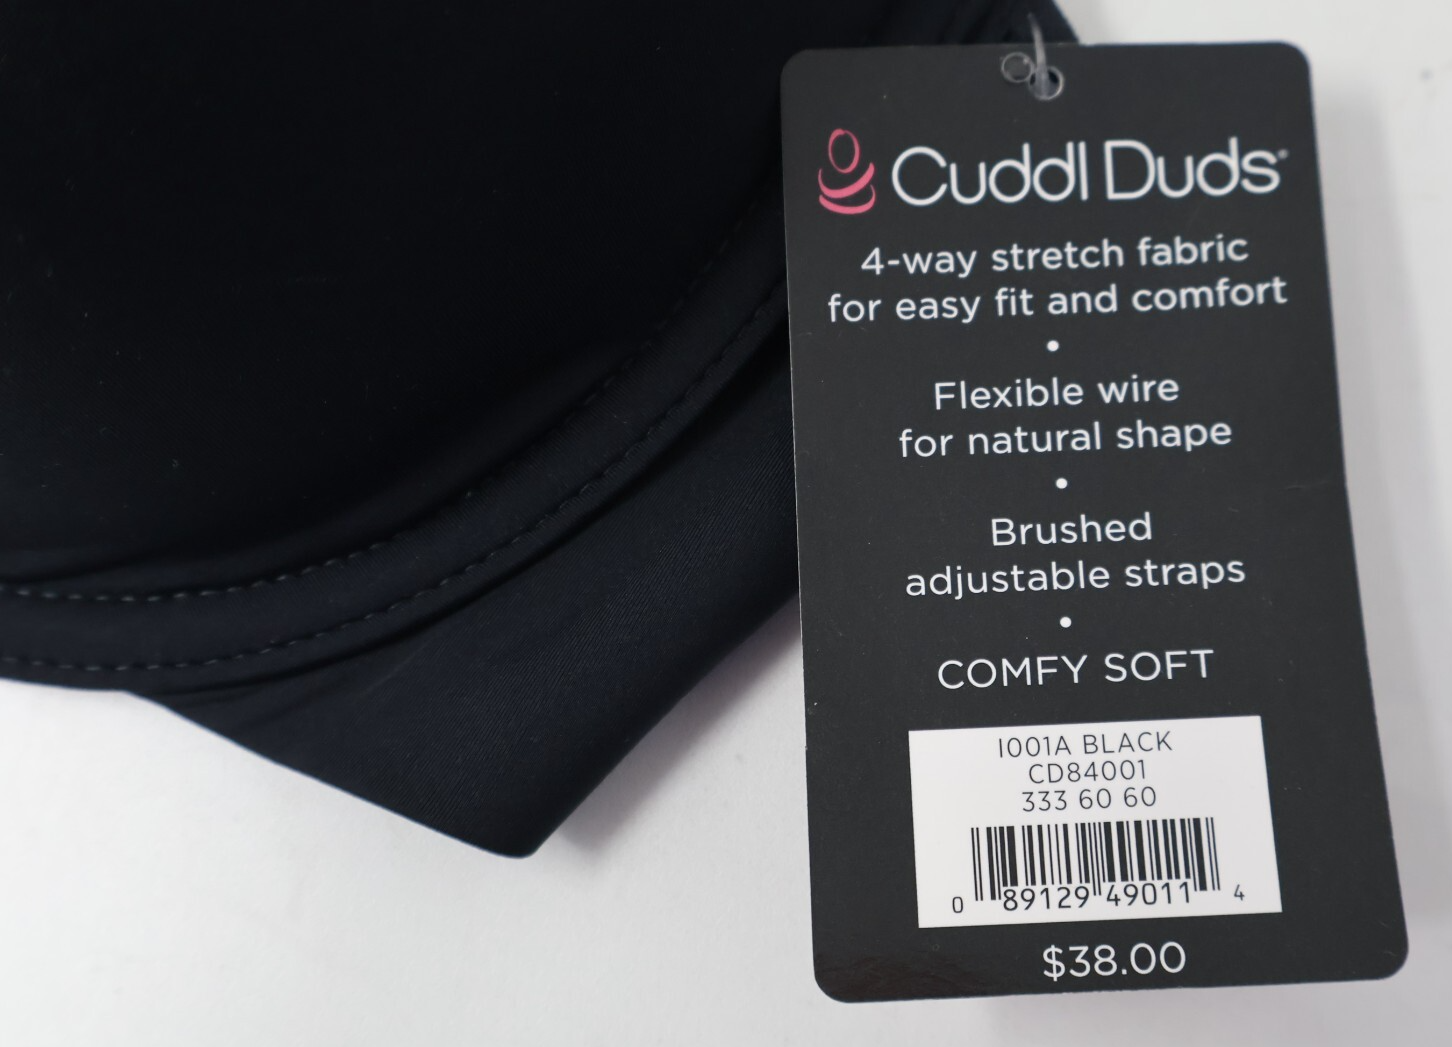 Cuddl Duds
4-way stretch fabric
for easy fit and comfort
•
Flexible wire
for natural shape
•
Brushed
adjustable straps
•
COMFY SOFT
I001A BLACK
CD84001
333 60 60
0 89129 49011 4
$38.00